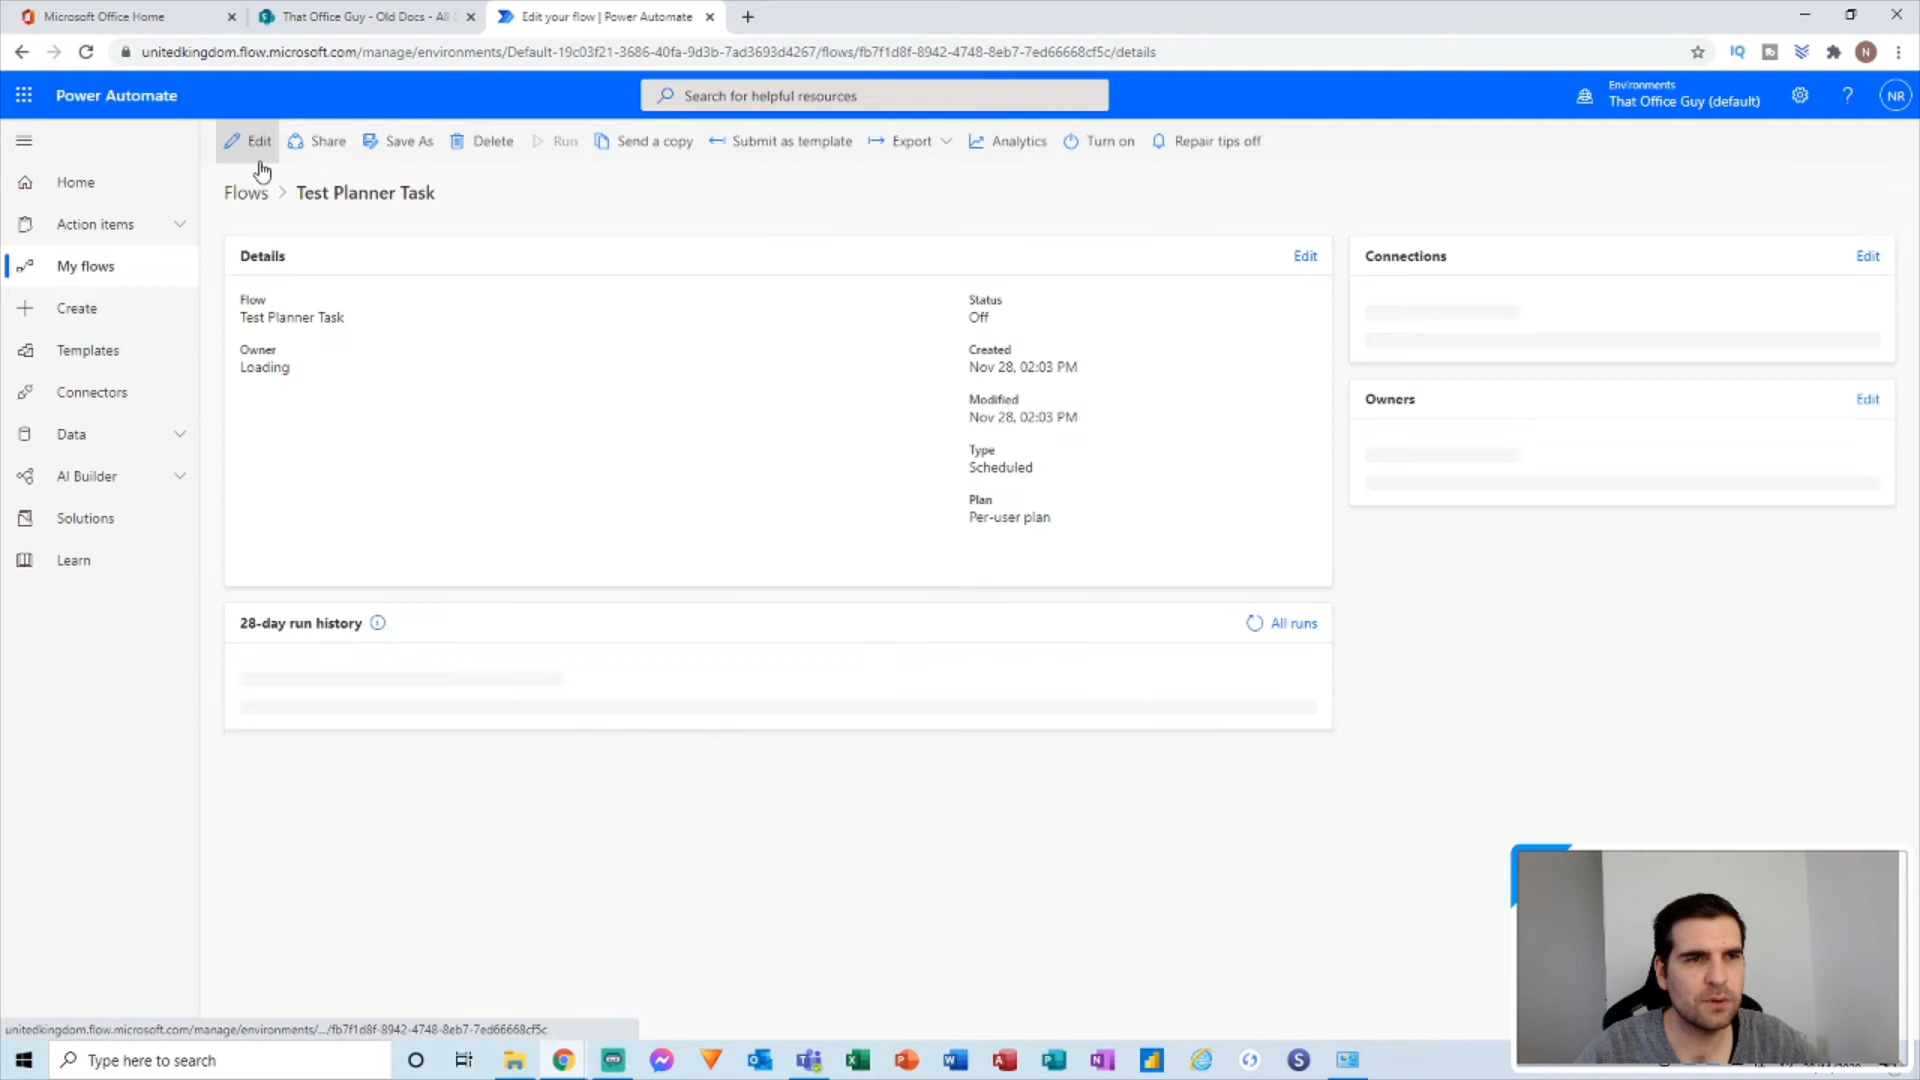 Microsoft Office Home
That Office Guy - Old Docs - All
Edit your flow | Power Automate
unitedkingdom.flow.microsoft.com/manage/environments/Default-19c03f21-3686-40fa-9d3b-7ad3693d4267/flows/fb7f1d8f-8942-4748-8eb7-7ed66668cf5c/details
IQ
N
Power Automate
Search for helpful resources
Environments
That Office Guy (default)
?
NR
Edit
Share
Save As
Delete
Run
Send a copy
Submit as template
Export
Analytics
Turn on
Repair tips off
Flows > Test Planner Task
Home
Action items
My flows
Create
Templates
Connectors
Data
AI Builder
Solutions
Learn
Details
Edit
Flow
Test Planner Task
Owner
Loading
Status
Off
Created
Nov 28, 02:03 PM
Modified
Nov 28, 02:03 PM
Type
Scheduled
Plan
Per-user plan
Connections
Edit
Owners
Edit
28-day run history
All runs
unitedkingdom.flow.microsoft.com/manage/environments/.../fb7f1d8f-8942-4748-8eb7-7ed66668cf5c
Type here to search